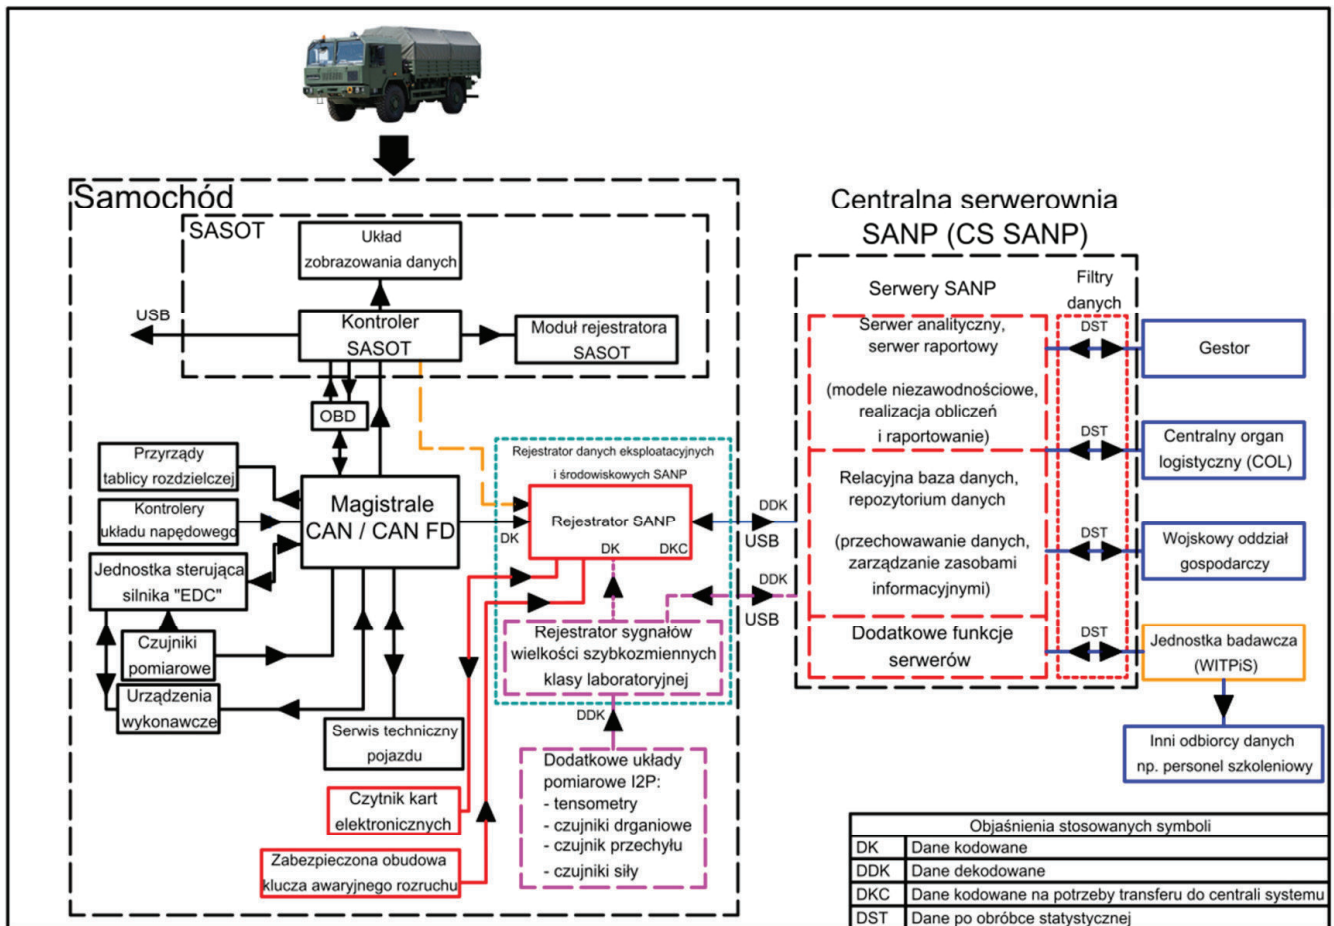 Samochód
SASOT
Układ
zobrazowania danych
USB
Kontroler
SASOT
Moduł rejestratora
SASOT
OBD
Przyrządy
tablicy rozdzielczej
Kontrolery
układu napędowego
Magistrale
CAN / CAN FD
Jednostka sterująca
silnika "EDC"
Czujniki
pomiarowe
Urządzenia
wykonawcze
Serwis techniczny
pojazdu
Czytnik kart
elektronicznych
Zabezpieczona obudowa
klucza awaryjnego rozruchu
Rejestrator danych eksploatacyjnych
i środowiskowych SANP
Rejestrator SANP
DK
DK
DKC
Rejestrator sygnałów
wielkości szybkozmiennych
klasy laboratoryjnej
DDK
Dodatkowe układy
pomiarowe I2P:
- tensometry
- czujniki drganiowe
- czujnik przechyłu
- czujniki siły
DDK
USB
DDK
USB
Centralna serwerownia
SANP (CS SANP)
Serwery SANP
Filtry
danych
Serwer analityczny,
serwer raportowy
(modele niezawodnościowe,
realizacja obliczeń
i raportowanie)
Relacyjna baza danych,
repozytorium danych
(przechowawanie danych,
zarządzanie zasobami
informacyjnymi)
Dodatkowe funkcje
serwerów
DST
DST
DST
DST
Gestor
Centralny organ
logistyczny (COL)
Wojskowy oddział
gospodarczy
Jednostka badawcza
(WITPiS)
Inni odbiorcy danych
np. personel szkoleniowy
Objaśnienia stosowanych symboli
DK Dane kodowane
DDK Dane dekodowane
DKC Dane kodowane na potrzeby transferu do centrali systemu
DST Dane po obróbce statystycznej